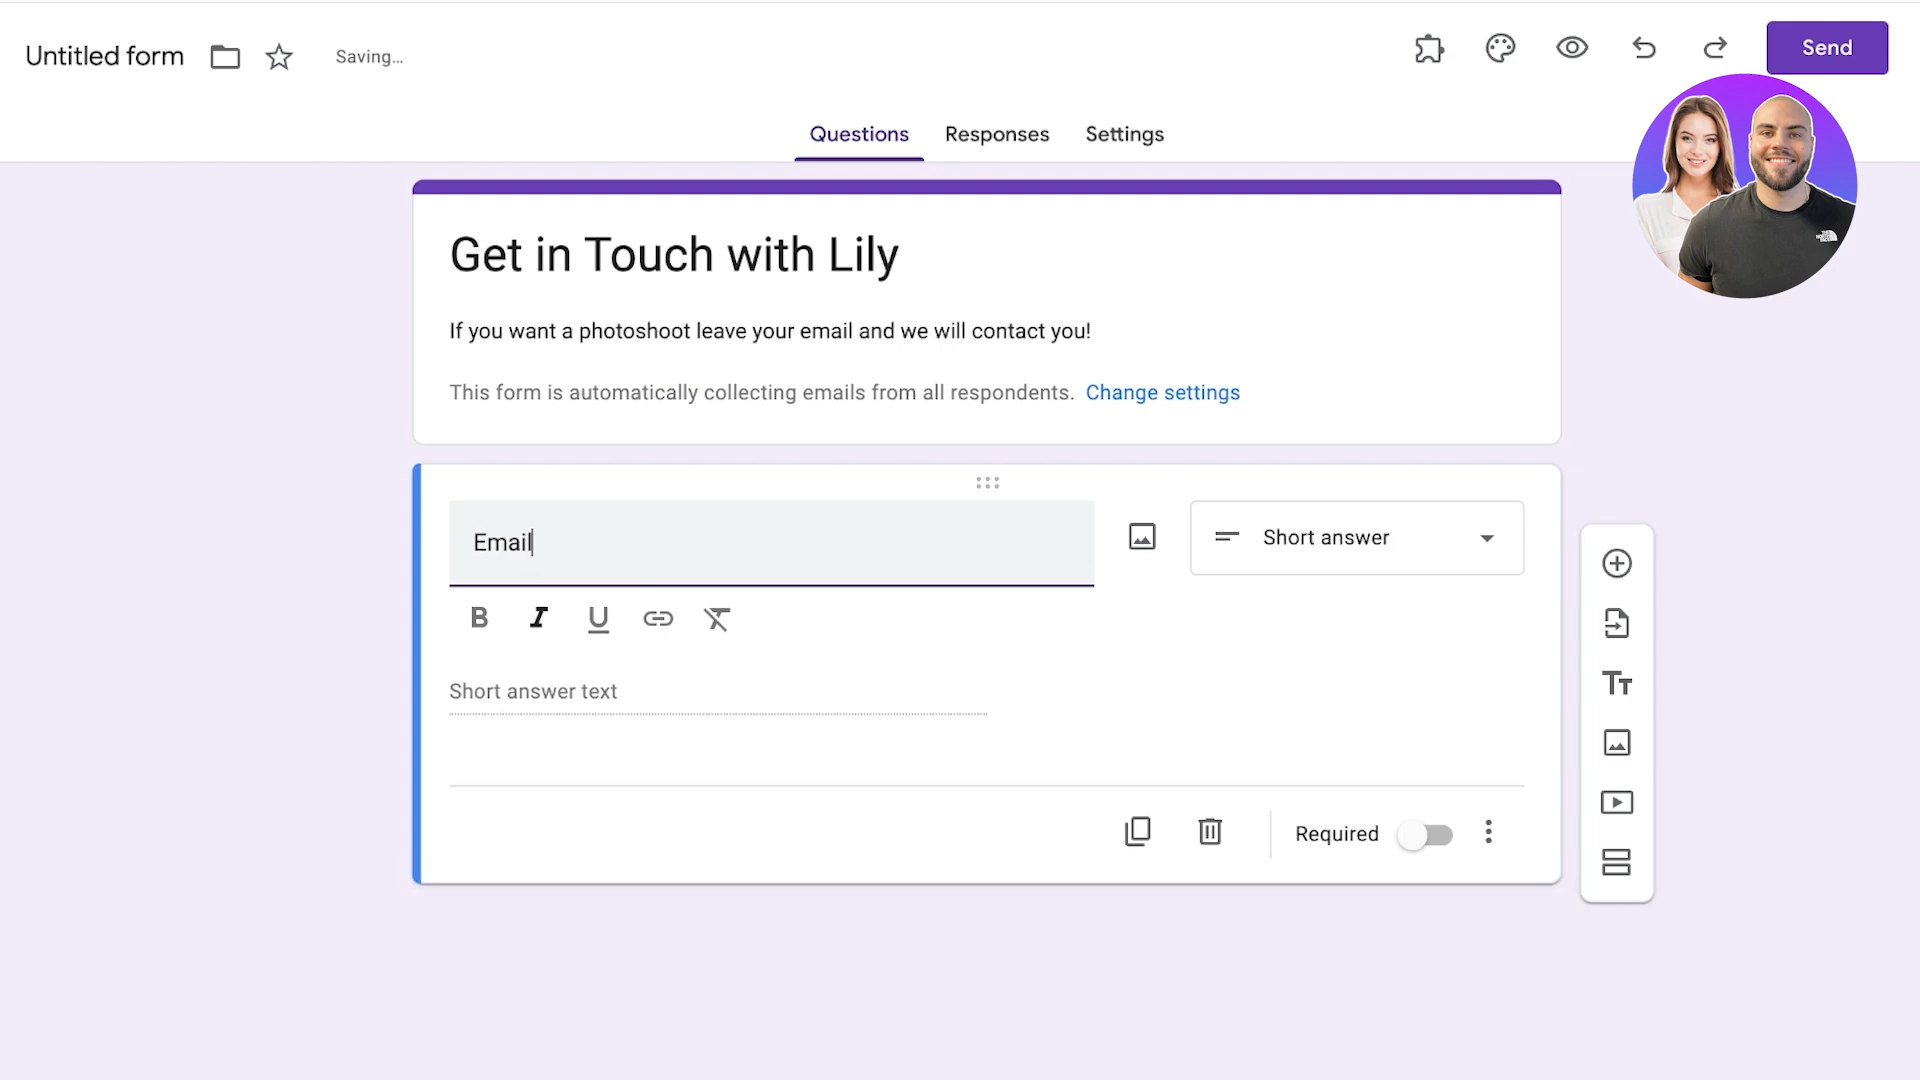 Untitled form
Saving...
Send
Questions
Responses
Settings
Get in Touch with Lily
If you want a photoshoot leave your email and we will contact you!
This form is automatically collecting emails from all respondents. Change settings
Email
Short answer
B I U
Short answer text
Required